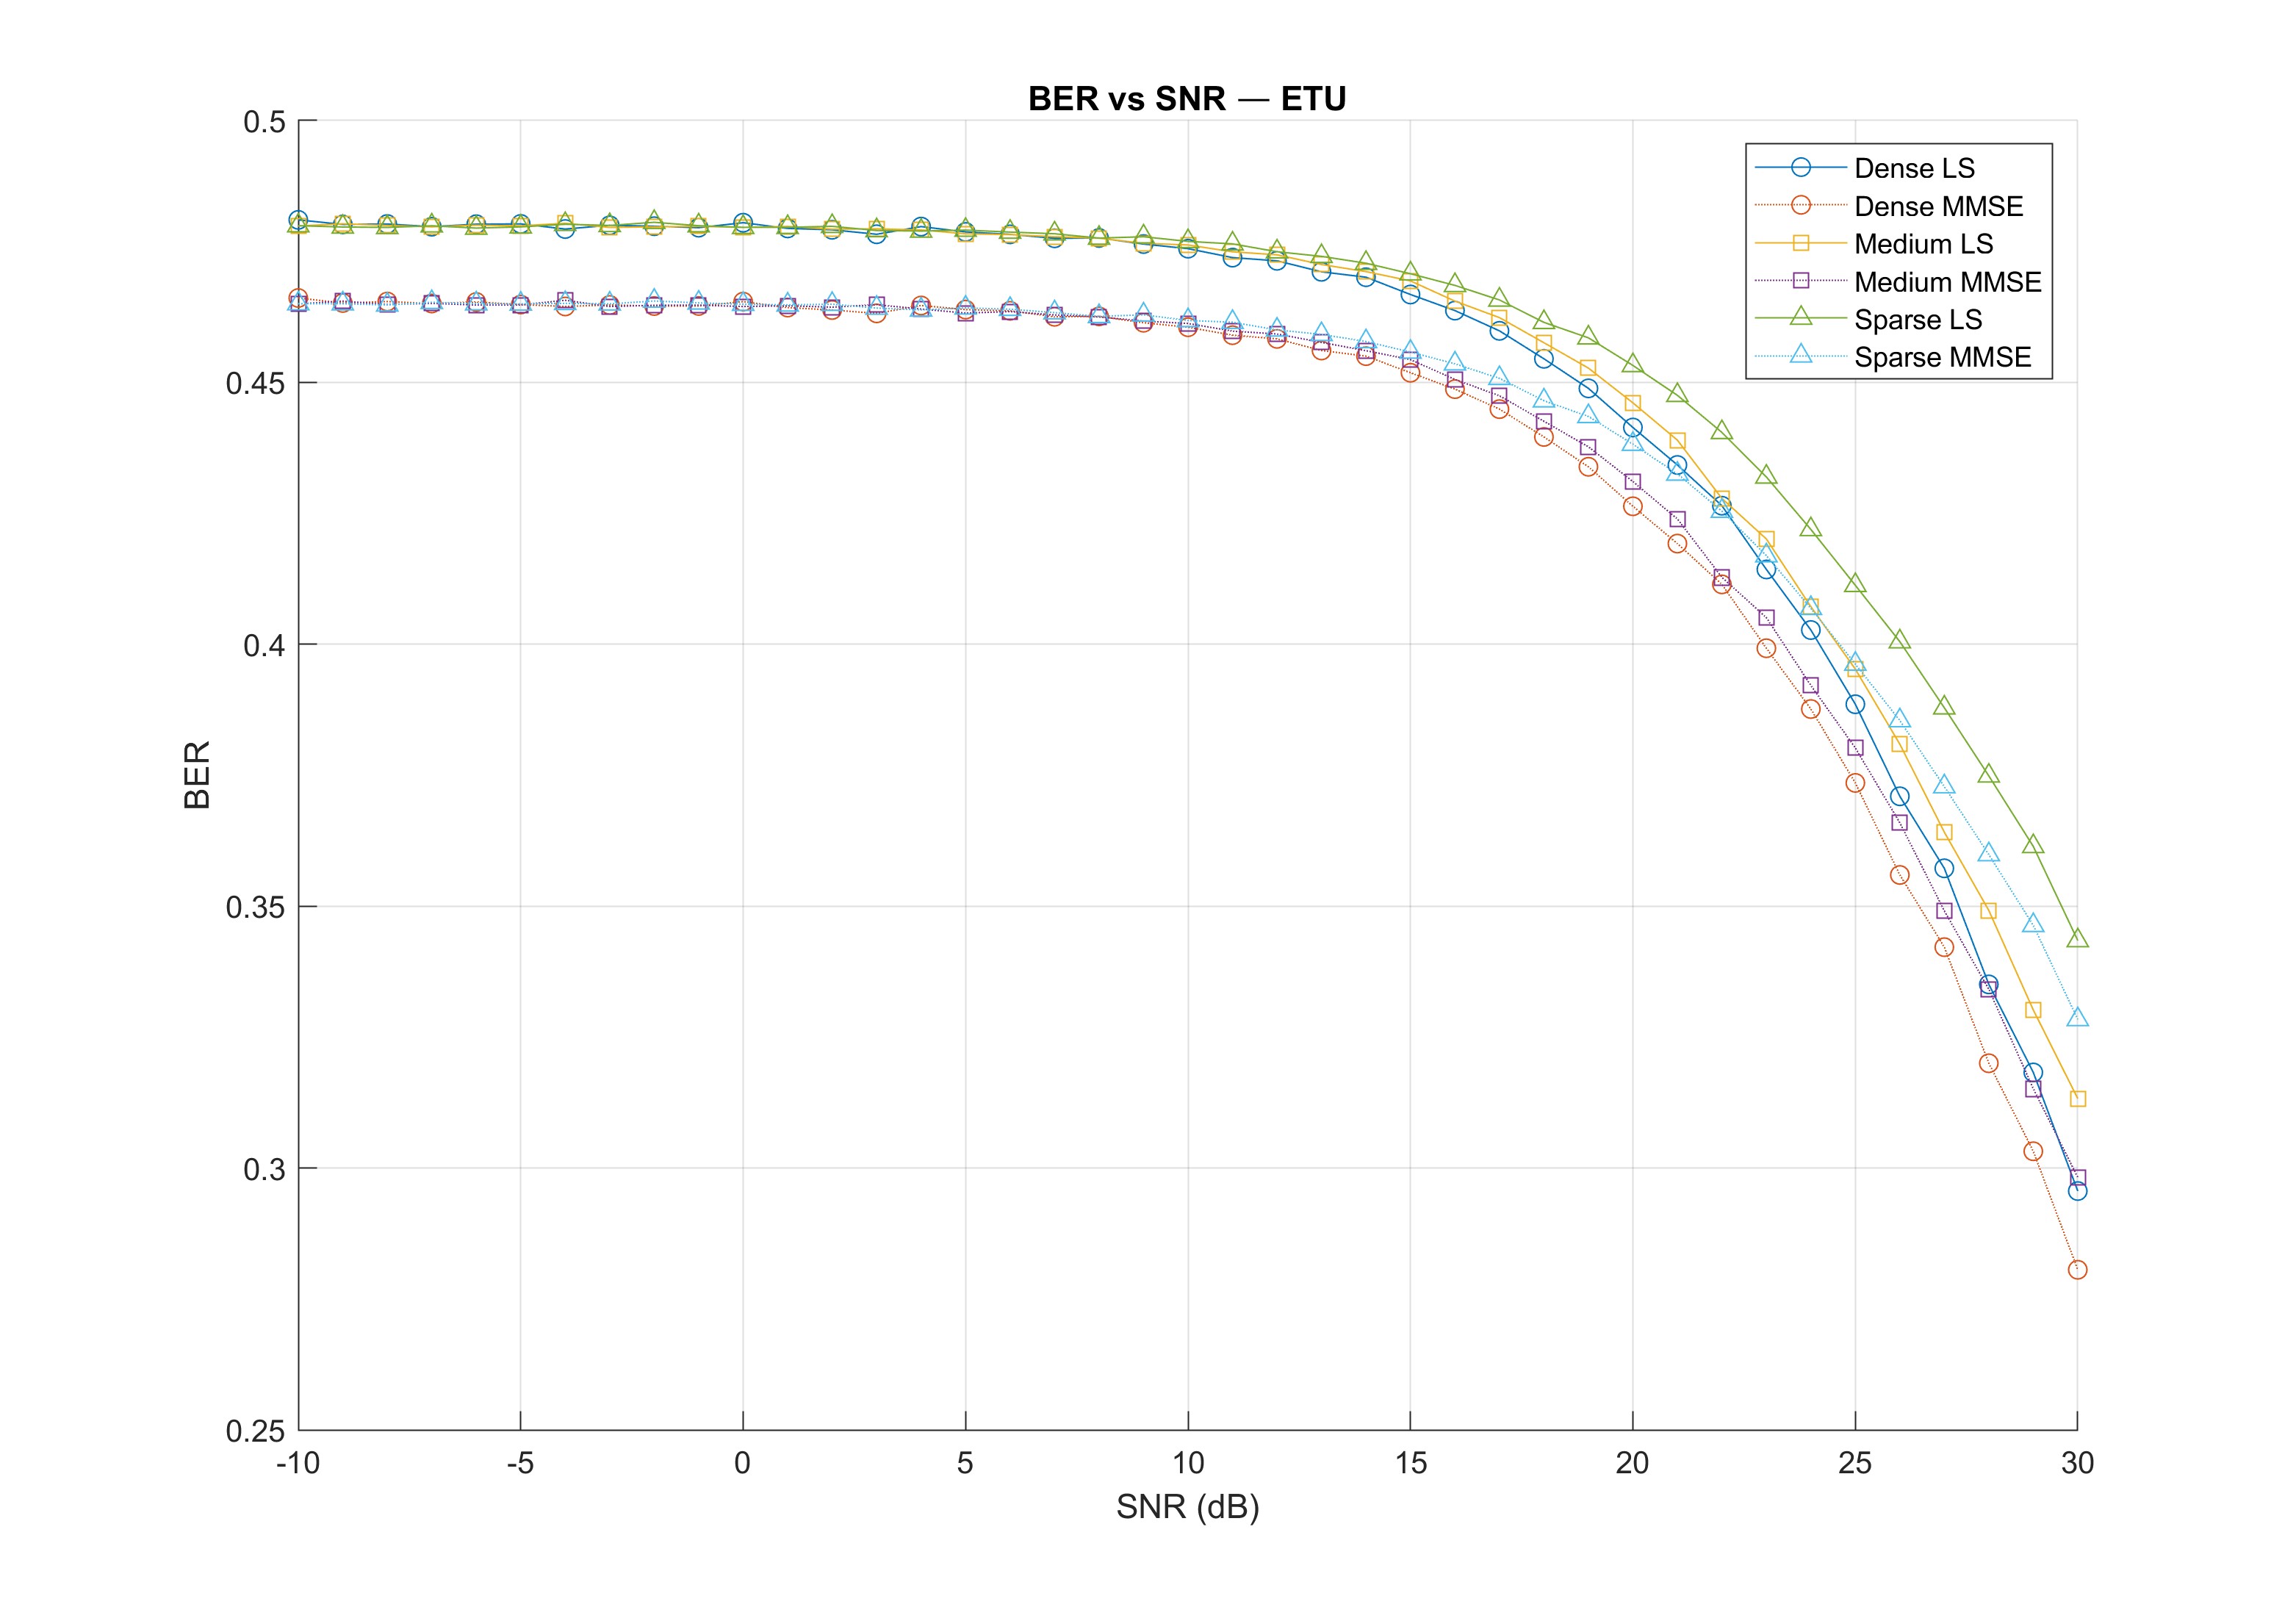 BER vs SNR — ETU
0.5
0.45
0.4
0.35
0.3
0.25
BER
-10 -5 0 5 10 15 20 25 30
SNR (dB)
Dense LS
Dense MMSE
Medium LS
Medium MMSE
Sparse LS
Sparse MMSE